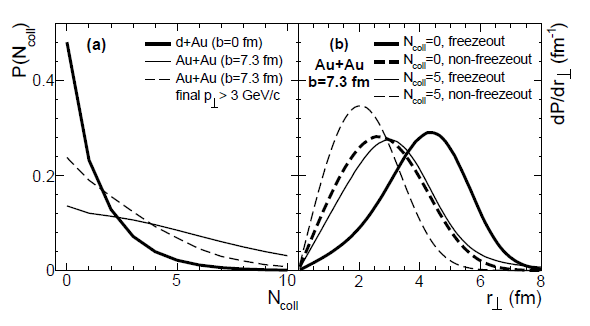 P(N_coll)
0.4
0.2
0
(a)
d+Au (b=0 fm)
Au+Au (b=7.3 fm)
Au+Au (b=7.3 fm)
final p⊥ > 3 GeV/c
0 5 10
N_coll
(b)
Au+Au
b=7.3 fm
N_coll=0, freezeout
N_coll=0, non-freezeout
N_coll=5, freezeout
N_coll=5, non-freezeout
2 4 6 8
r⊥ (fm)
dP/dr⊥ (fm⁻¹)